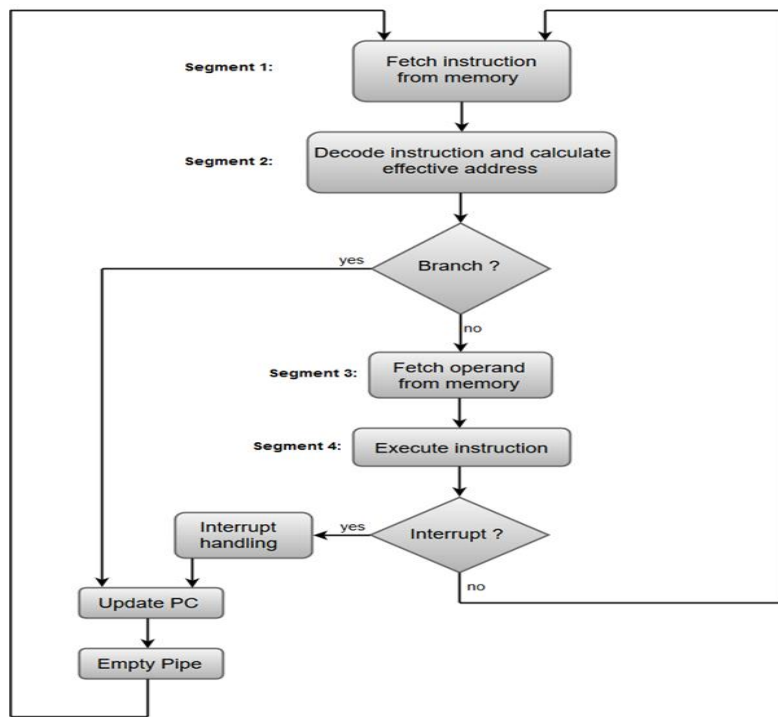 Segment 1:
Fetch instruction
from memory
Segment 2:
Decode instruction and calculate
effective address
Branch ?
yes
no
Segment 3:
Fetch operand
from memory
Segment 4:
Execute instruction
Interrupt ?
yes
Interrupt
handling
no
Update PC
Empty Pipe